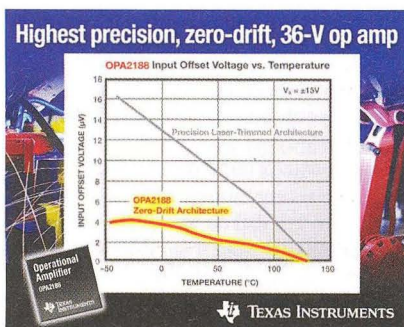 Highest precision, zero-drift, 36-V op amp
OPA2188 Input Offset Voltage vs. Temperature
18
16
14
12
10
8
6
4
2
0
INPUT OFFSET VOLTAGE (µV)
Vₛ = ±15V
Precision Laser-Trimmed Architecture
OPA2188
Zero-Drift Architecture
-50
0
50
100
150
TEMPERATURE (°C)
Operational
Amplifier
OPA2188
TEXAS
INSTRUMENTS
TEXAS INSTRUMENTS